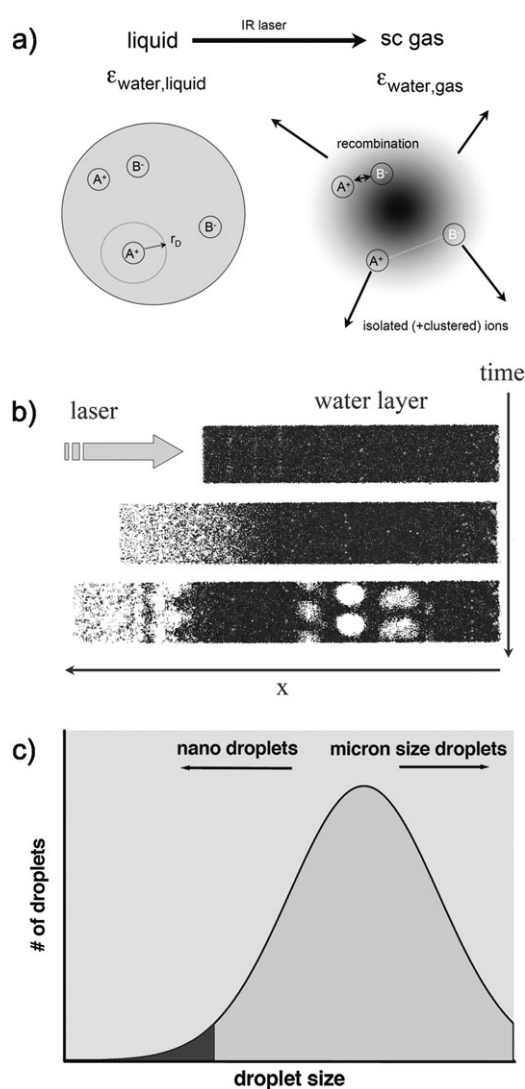 a)
IR laser
liquid
sc gas
εwater,liquid
εwater,gas
recombination
A⁺
B⁻
B⁻
A⁺
rD
A⁺
B⁻
A⁺
B⁻
isolated (+clustered) ions
b)
time
laser
water layer
x
c)
nano droplets
micron size droplets
# of droplets
droplet size